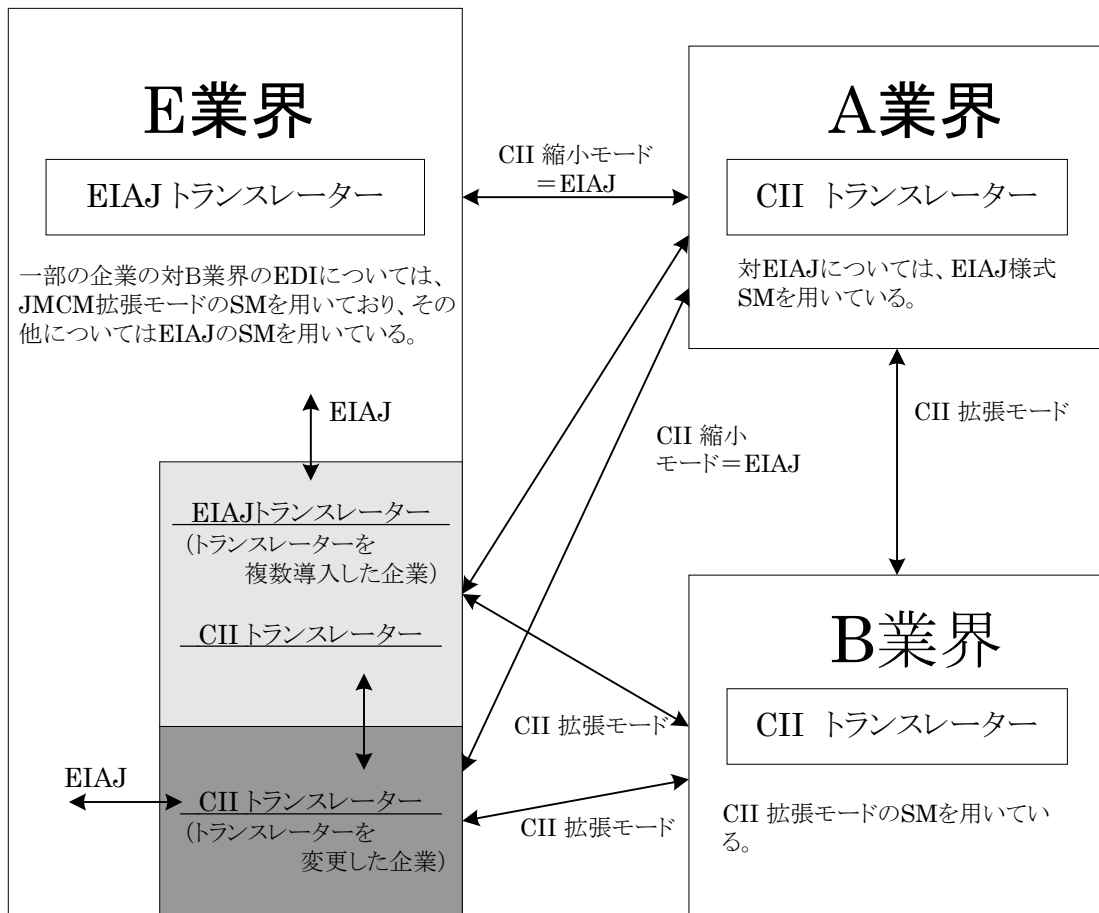 E業界
EIAJ トランスレーター
一部の企業の対B業界のEDIについては、
JMCM拡張モードのSMを用いており、その
他についてはEIAJのSMを用いている。
EIAJ
EIAJトランスレーター
(トランスレーターを
複数導入した企業)
CII トランスレーター
EIAJ
CII トランスレーター
(トランスレーターを
変更した企業)
CII 縮小モード
＝EIAJ
CII 縮小
モード＝EIAJ
CII 拡張モード
CII 拡張モード
A業界
CII トランスレーター
対EIAJについては、EIAJ様式
SMを用いている。
CII 拡張モード
B業界
CII トランスレーター
CII 拡張モードのSMを用いてい
る。